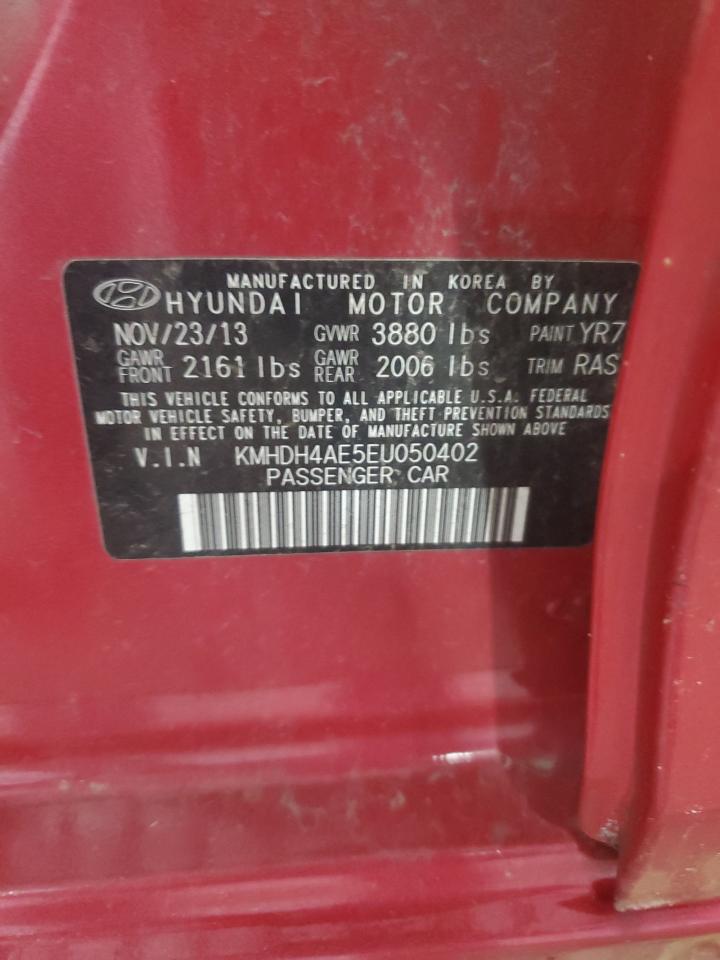 MANUFACTURED IN KOREA BY
HYUNDAI MOTOR COMPANY
NOV/23/13 GVWR 3880 lbs PAINT YR7
GAWR FRONT 2161 lbs GAWR REAR 2006 lbs TRIM RAS
THIS VEHICLE CONFORMS TO ALL APPLICABLE U.S.A. FEDERAL
MOTOR VEHICLE SAFETY, BUMPER, AND THEFT PREVENTION STANDARDS
IN EFFECT ON THE DATE OF MANUFACTURE SHOWN ABOVE
V.I.N KMHDH4AE5EU050402
PASSENGER CAR